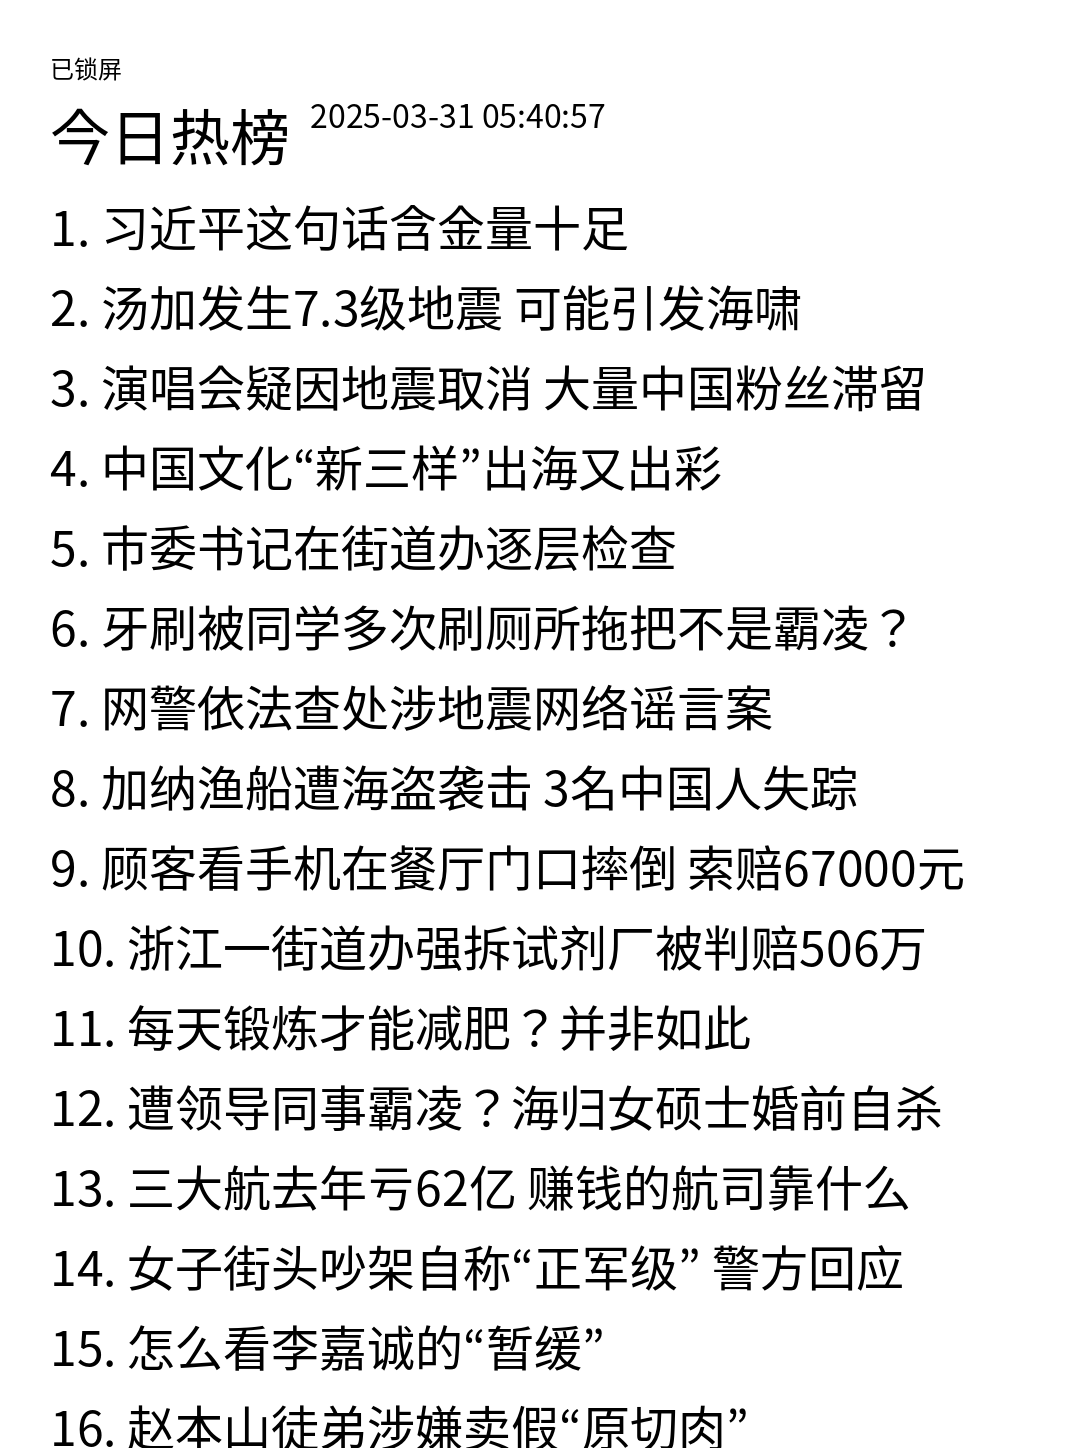 已锁屏
今日热榜 2025-03-31 05:40:57
1. 习近平这句话含金量十足
2. 汤加发生7.3级地震 可能引发海啸
3. 演唱会疑因地震取消 大量中国粉丝滞留
4. 中国文化“新三样”出海又出彩
5. 市委书记在街道办逐层检查
6. 牙刷被同学多次刷厕所拖把不是霸凌？
7. 网警依法查处涉地震网络谣言案
8. 加纳渔船遭海盗袭击 3名中国人失踪
9. 顾客看手机在餐厅门口摔倒 索赔67000元
10. 浙江一街道办强拆试剂厂被判赔506万
11. 每天锻炼才能减肥？并非如此
12. 遭领导同事霸凌？海归女硕士婚前自杀
13. 三大航去年亏62亿 赚钱的航司靠什么
14. 女子街头吵架自称“正军级” 警方回应
15. 怎么看李嘉诚的“暂缓”
16. 赵本山徒弟涉嫌卖假“原切肉”